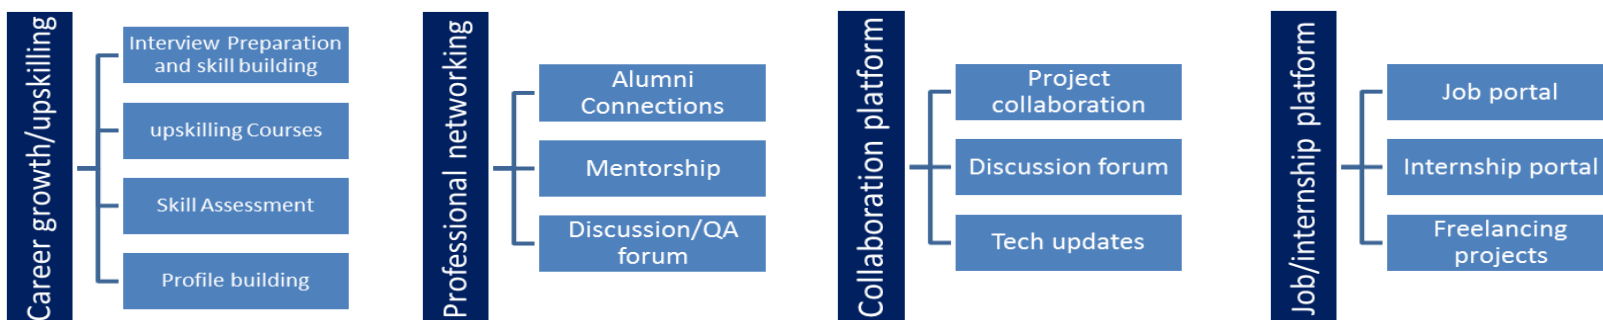 Career growth/upskilling
Interview Preparation
and skill building
upskilling Courses
Skill Assessment
Profile building
Professional networking
Alumni
Connections
Mentorship
Discussion/QA
forum
Collaboration platform
Project
collaboration
Discussion forum
Tech updates
Job/internship platform
Job portal
Internship portal
Freelancing
projects